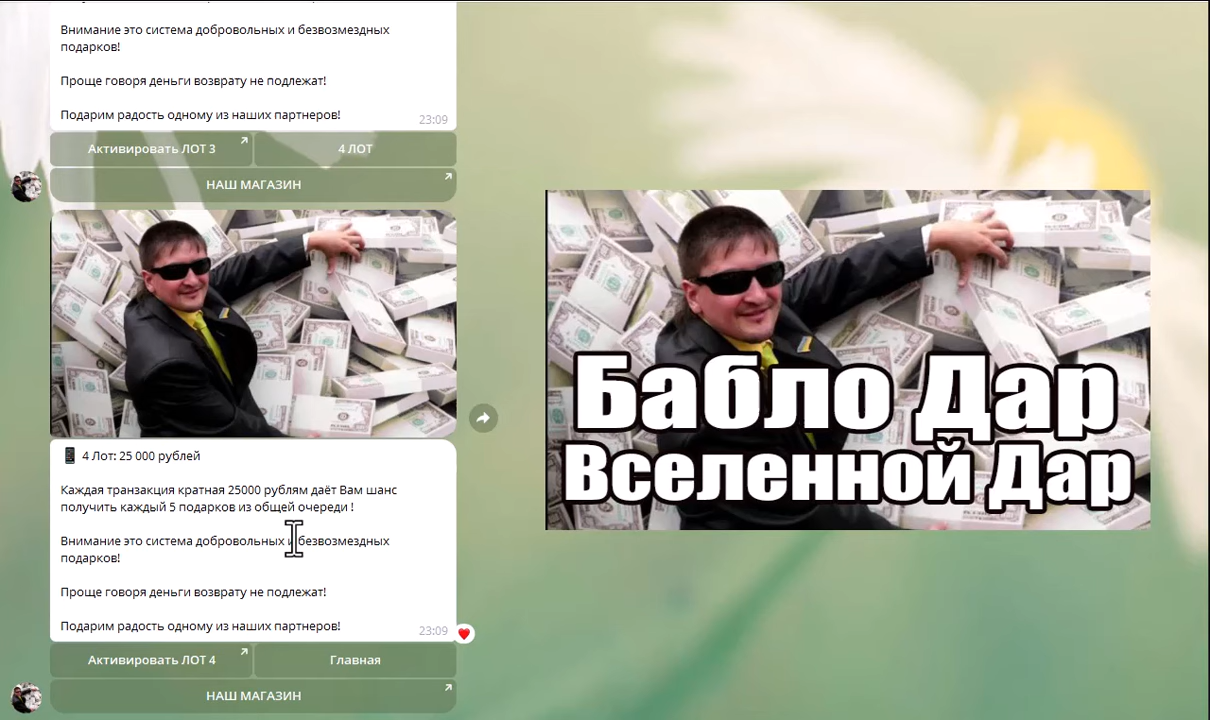 Внимание это система добровольных и безвозмездных
подарков!
Проще говоря деньги возврату не подлежат!
Подарим радость одному из наших партнеров!
23:09
Активировать ЛОТ 3
4 ЛОТ
НАШ МАГАЗИН
4 Лот: 25 000 рублей
Каждая транзакция кратная 25000 рублям даёт Вам шанс
получить каждый 5 подарков из общей очереди !
Внимание это система добровольных и безвозмездных
подарков!
Проще говоря деньги возврату не подлежат!
Подарим радость одному из наших партнеров!
23:09
Активировать ЛОТ 4
Главная
НАШ МАГАЗИН
Бабло Дар
Вселенной Дар